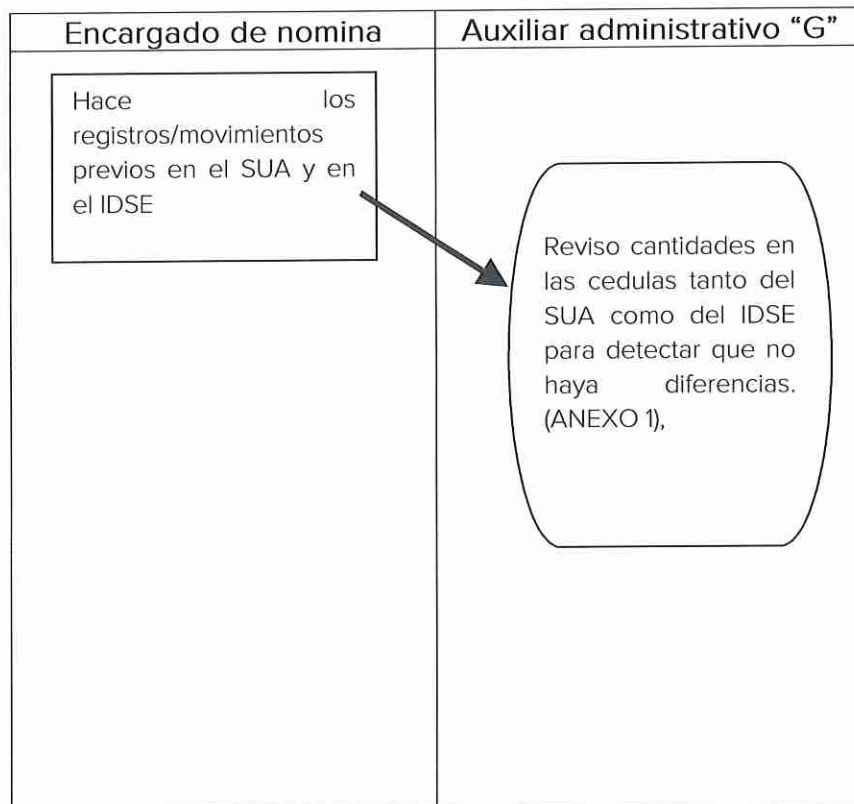 Encargado de nomina
Auxiliar administrativo “G”
Hace los
registros/movimientos
previos en el SUA y en
el IDSE
Reviso cantidades en
las cedulas tanto del
SUA como del IDSE
para detectar que no
haya diferencias.
(ANEXO 1),